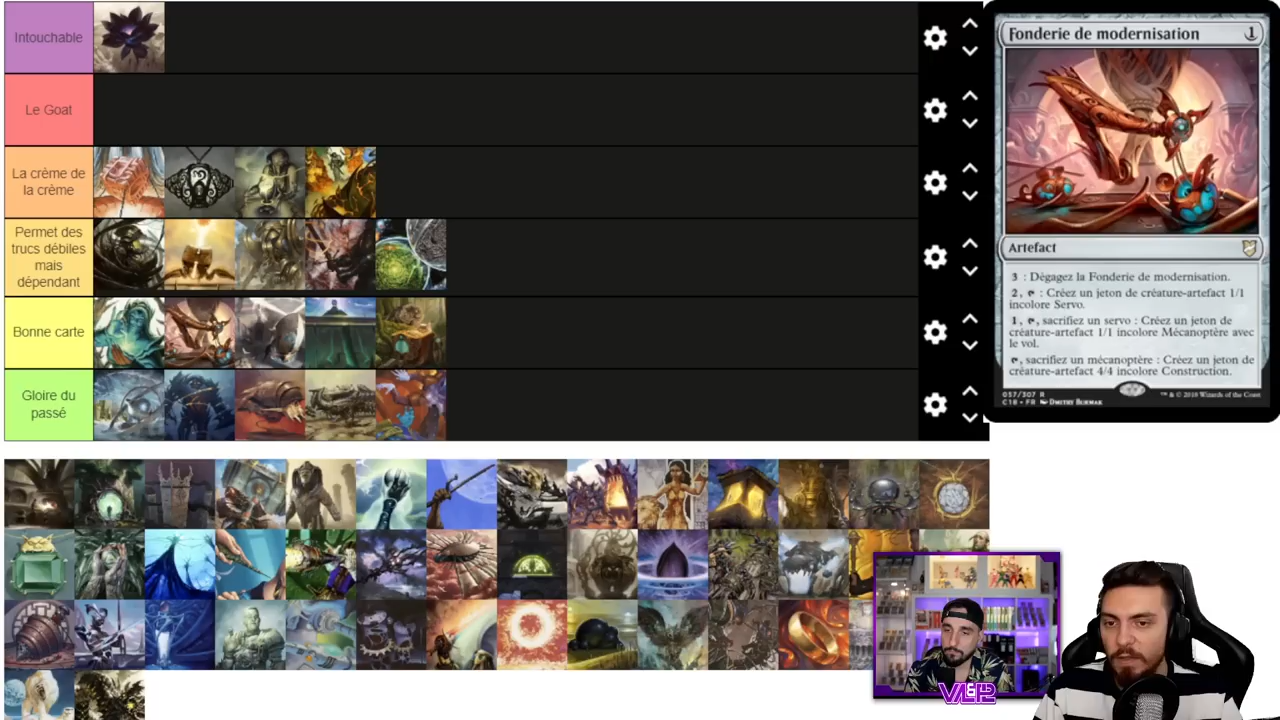 Intouchable
Le Goat
La crème de
la crème
Permet des
trucs débiles
mais
dépendant
Bonne carte
Gloire du
passé
Fonderie de modernisation 1
Artefact
3 : Dégagez la Fonderie de modernisation.
2, : Créez un jeton de créature-artefact 1/1
incolore Servo.
1, , sacrifiez un servo : Créez un jeton de
créature-artefact 1/1 incolore Mécanoptère avec
le vol.
, sacrifiez un mécanoptère : Créez un jeton de
créature-artefact 4/4 incolore Construction.
057/307 R
C18 • FR Dmitry Burmak
™ & © 2018 Wizards of the Coast